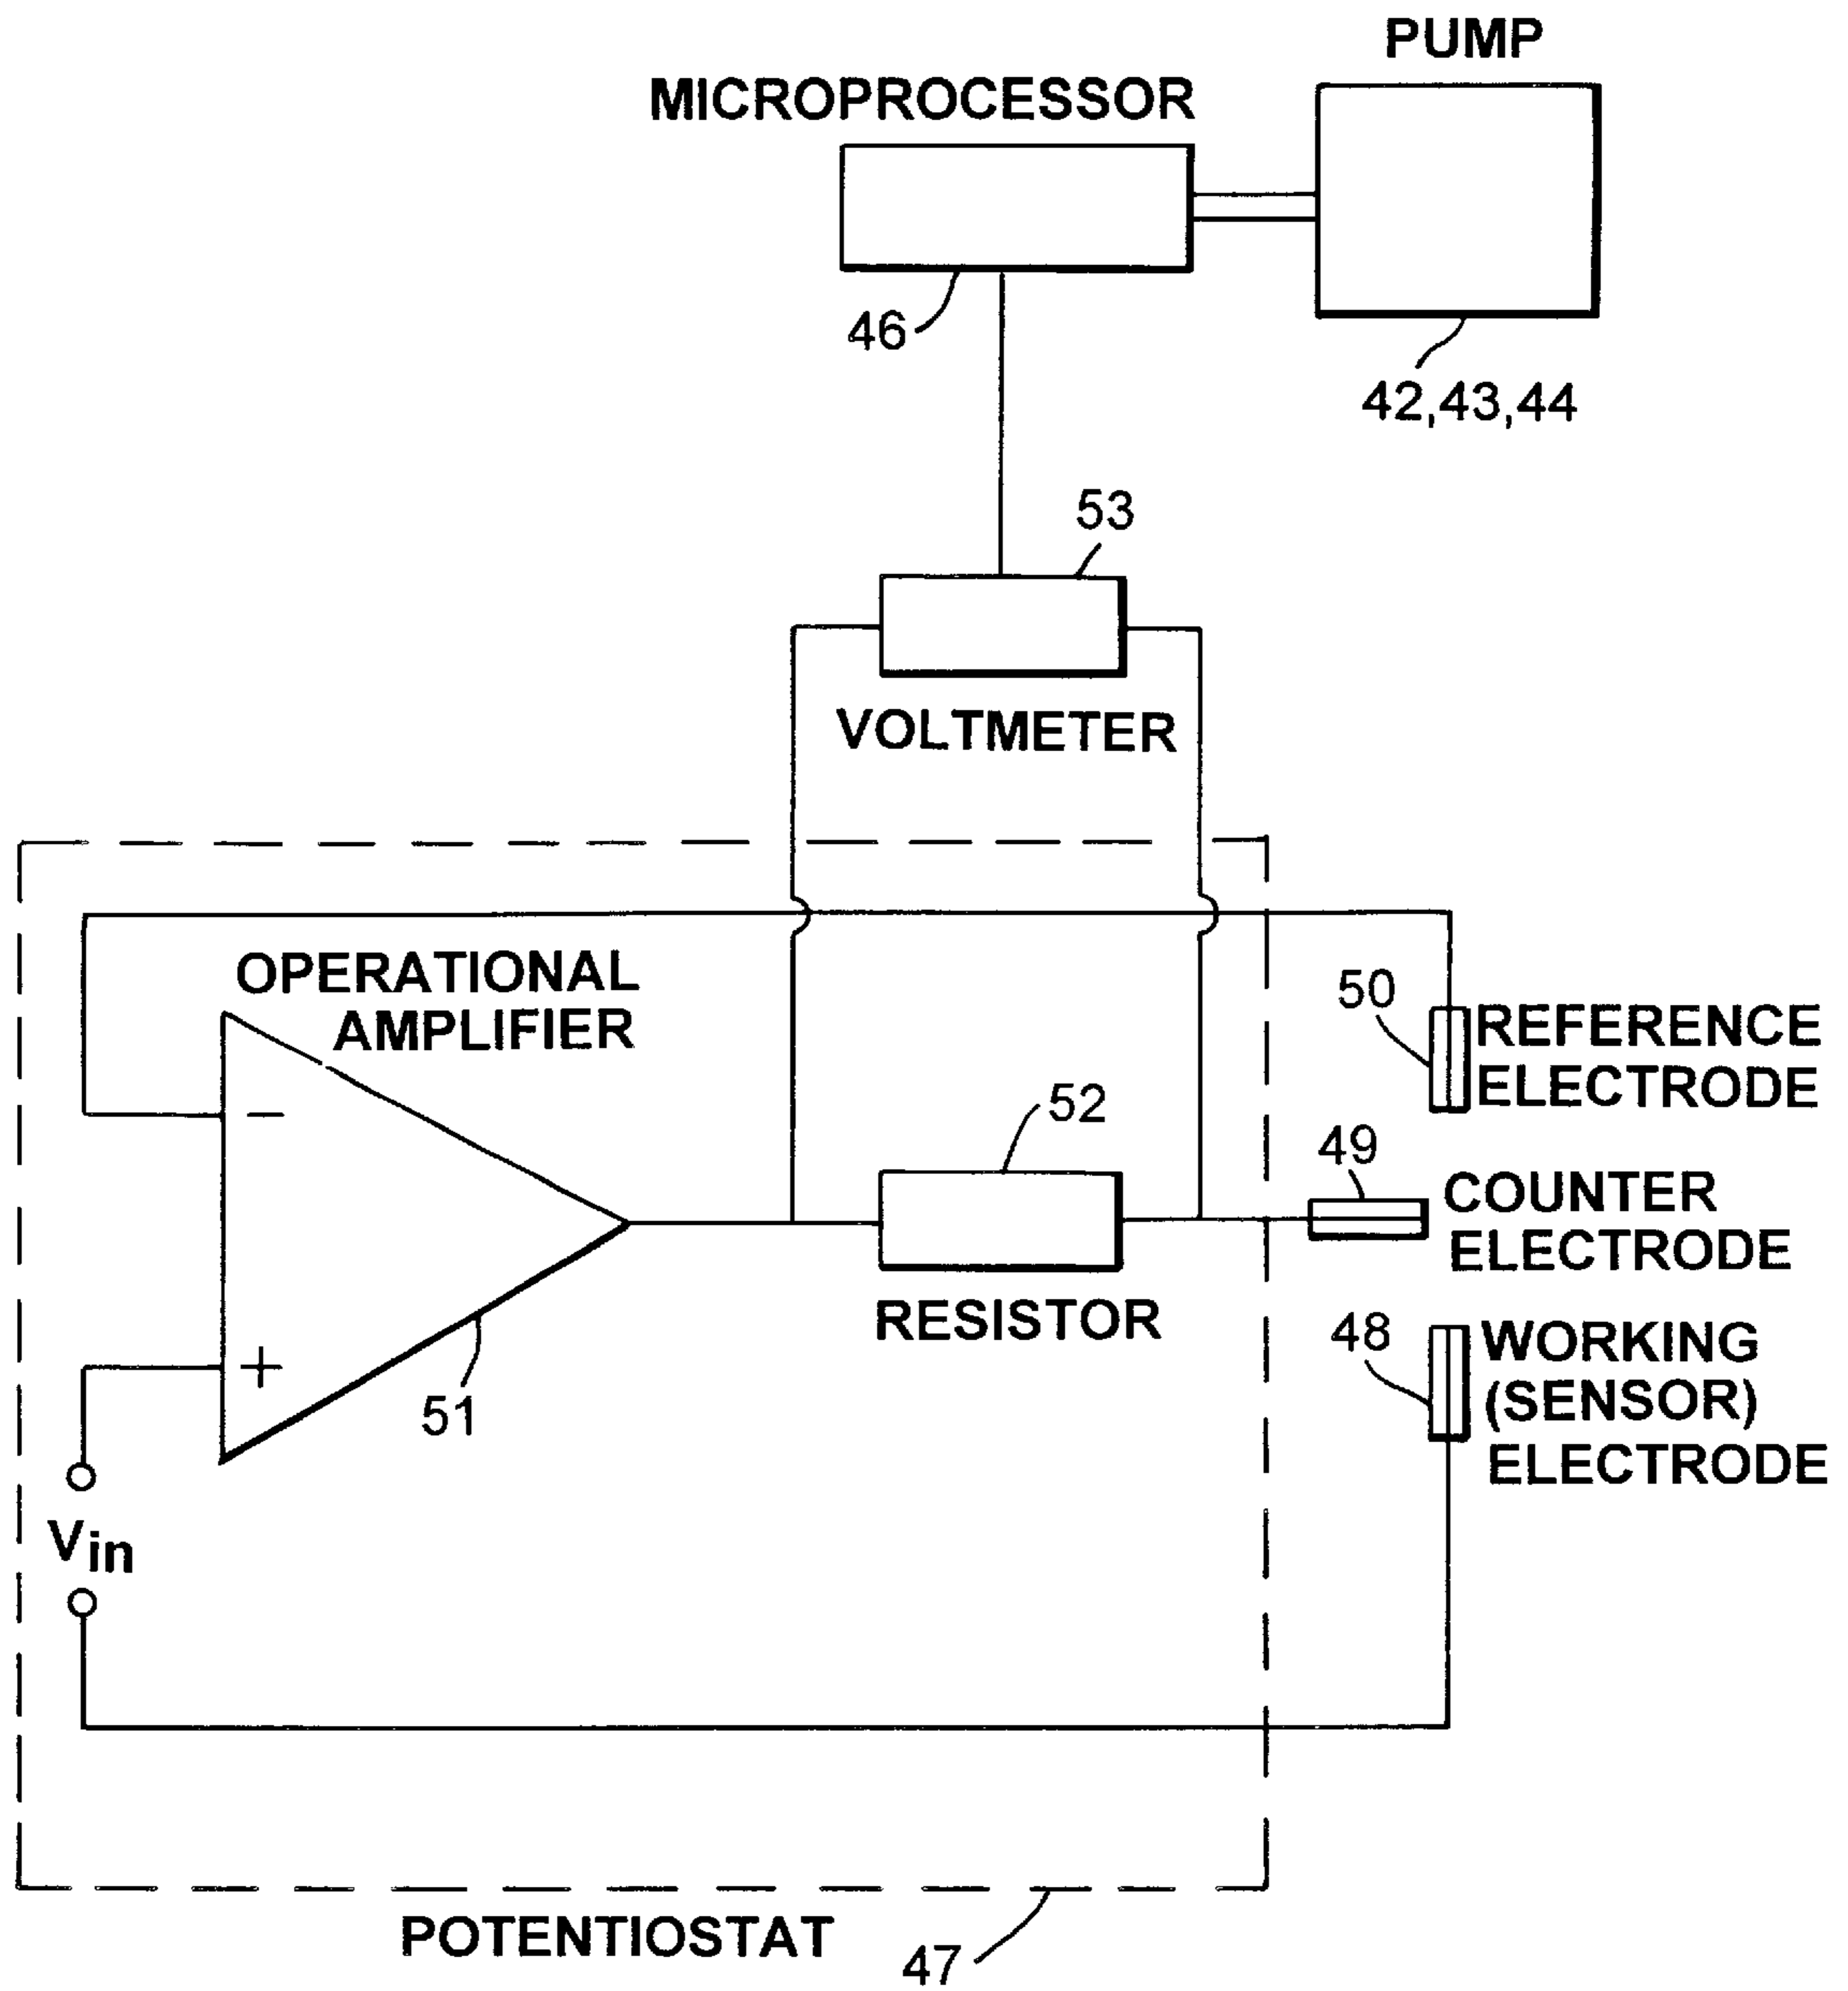 PUMP
MICROPROCESSOR
46
42,43,44
53
VOLTMETER
OPERATIONAL
AMPLIFIER
50
REFERENCE
ELECTRODE
−
52
49
COUNTER
ELECTRODE
RESISTOR
48
WORKING
(SENSOR)
ELECTRODE
+
51
Vin
POTENTIOSTAT
47